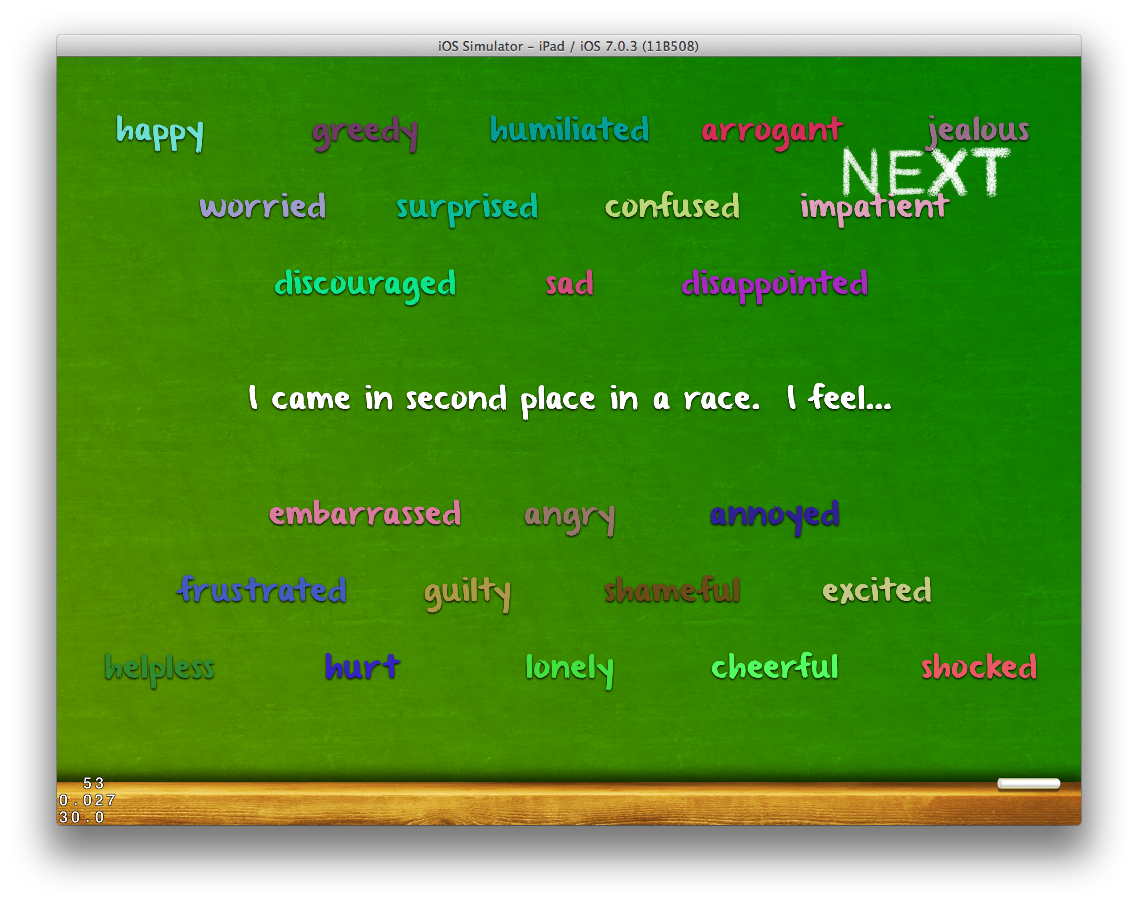 iOS Simulator – iPad / iOS 7.0.3 (11B508)
happy greedy humiliated arrogant jealous
NEXT
worried surprised confused impatient
discouraged sad disappointed
I came in second place in a race.  I feel...
embarrassed angry annoyed
frustrated guilty shameful excited
helpless hurt lonely cheerful shocked
53
0.027
30.0